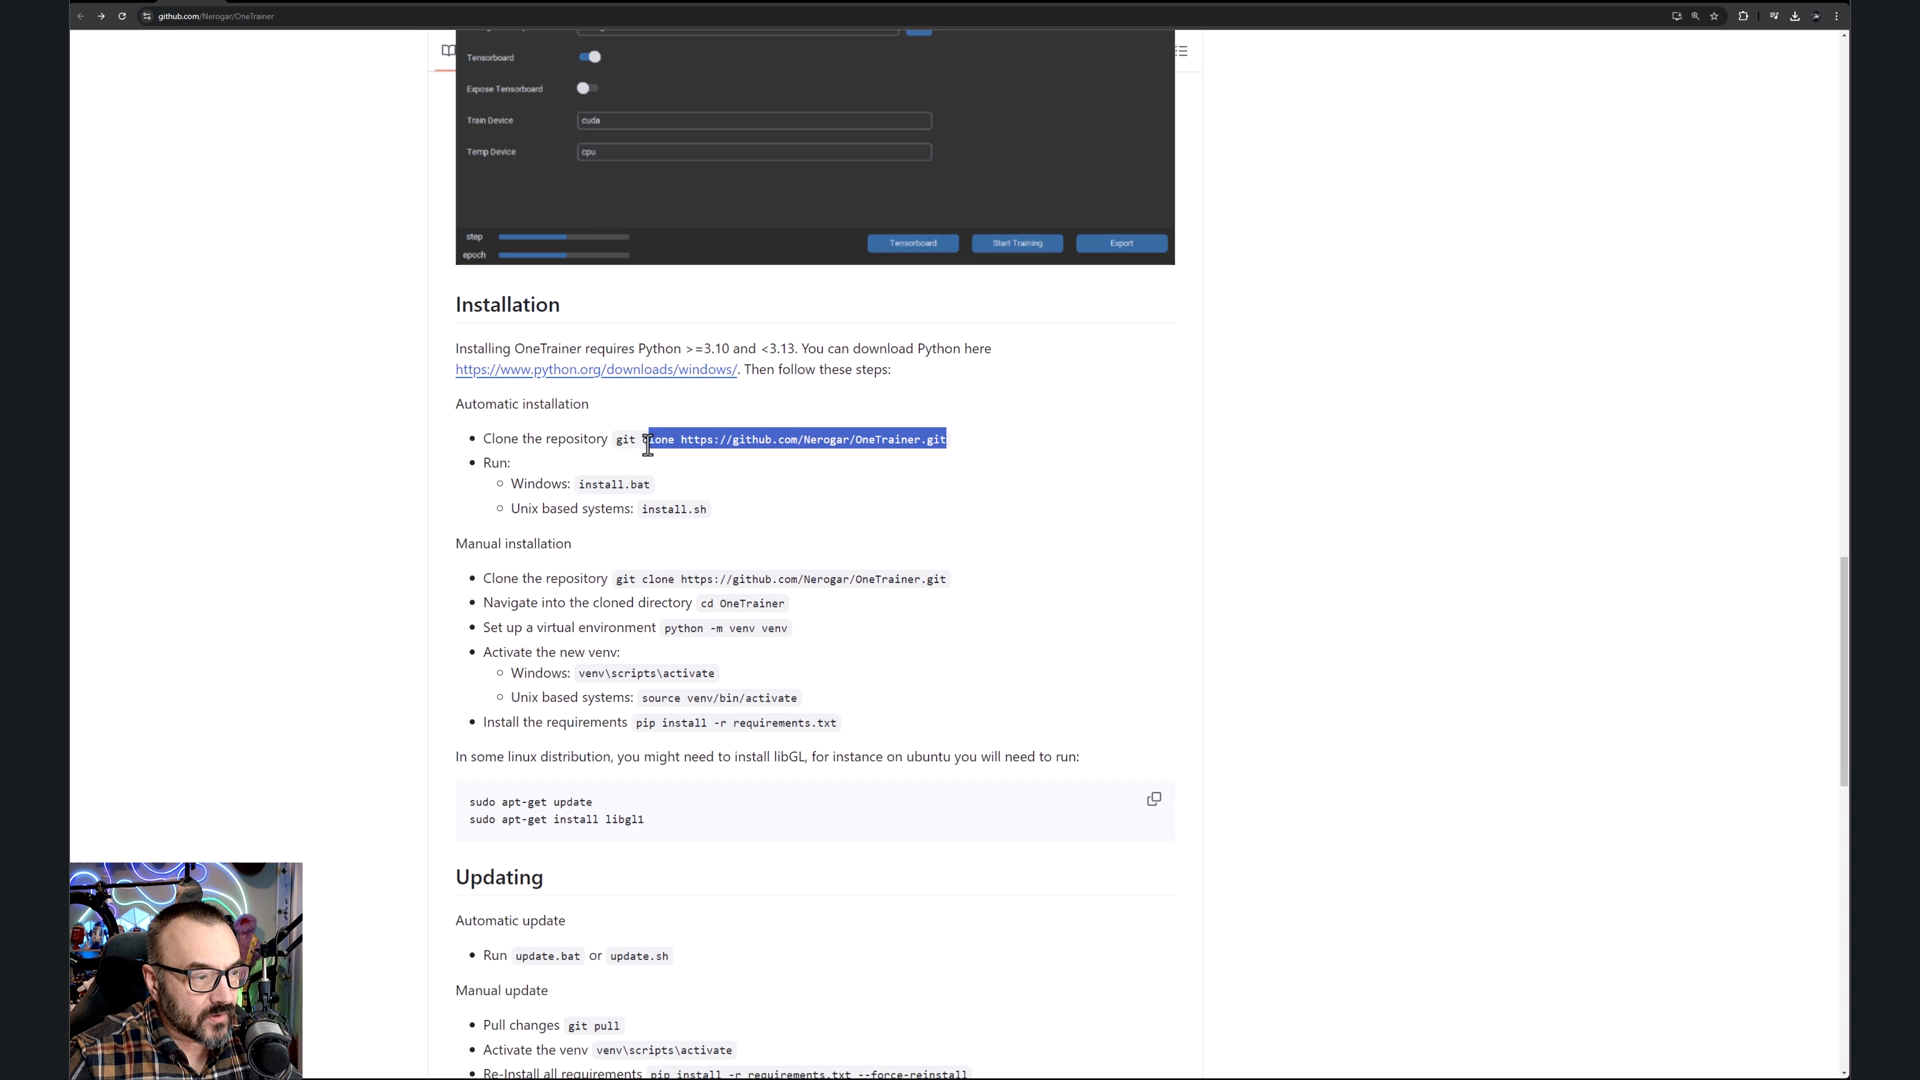 github.com/Nerogar/OneTrainer
Tensorboard
Expose Tensorboard
Train Device cuda
Temp Device cpu
step
epoch
Tensorboard Start Training Export
Installation
Installing OneTrainer requires Python >=3.10 and <3.13. You can download Python here
https://www.python.org/downloads/windows/. Then follow these steps:
Automatic installation
Clone the repository git clone https://github.com/Nerogar/OneTrainer.git
Run:
Windows: install.bat
Unix based systems: install.sh
Manual installation
Clone the repository git clone https://github.com/Nerogar/OneTrainer.git
Navigate into the cloned directory cd OneTrainer
Set up a virtual environment python -m venv venv
Activate the new venv:
Windows: venv\scripts\activate
Unix based systems: source venv/bin/activate
Install the requirements pip install -r requirements.txt
In some linux distribution, you might need to install libGL, for instance on ubuntu you will need to run:
sudo apt-get update
sudo apt-get install libgl1
Updating
Automatic update
Run update.bat or update.sh
Manual update
Pull changes git pull
Activate the venv venv\scripts\activate
Re-Install all requirements pip install -r requirements.txt --force-reinstall